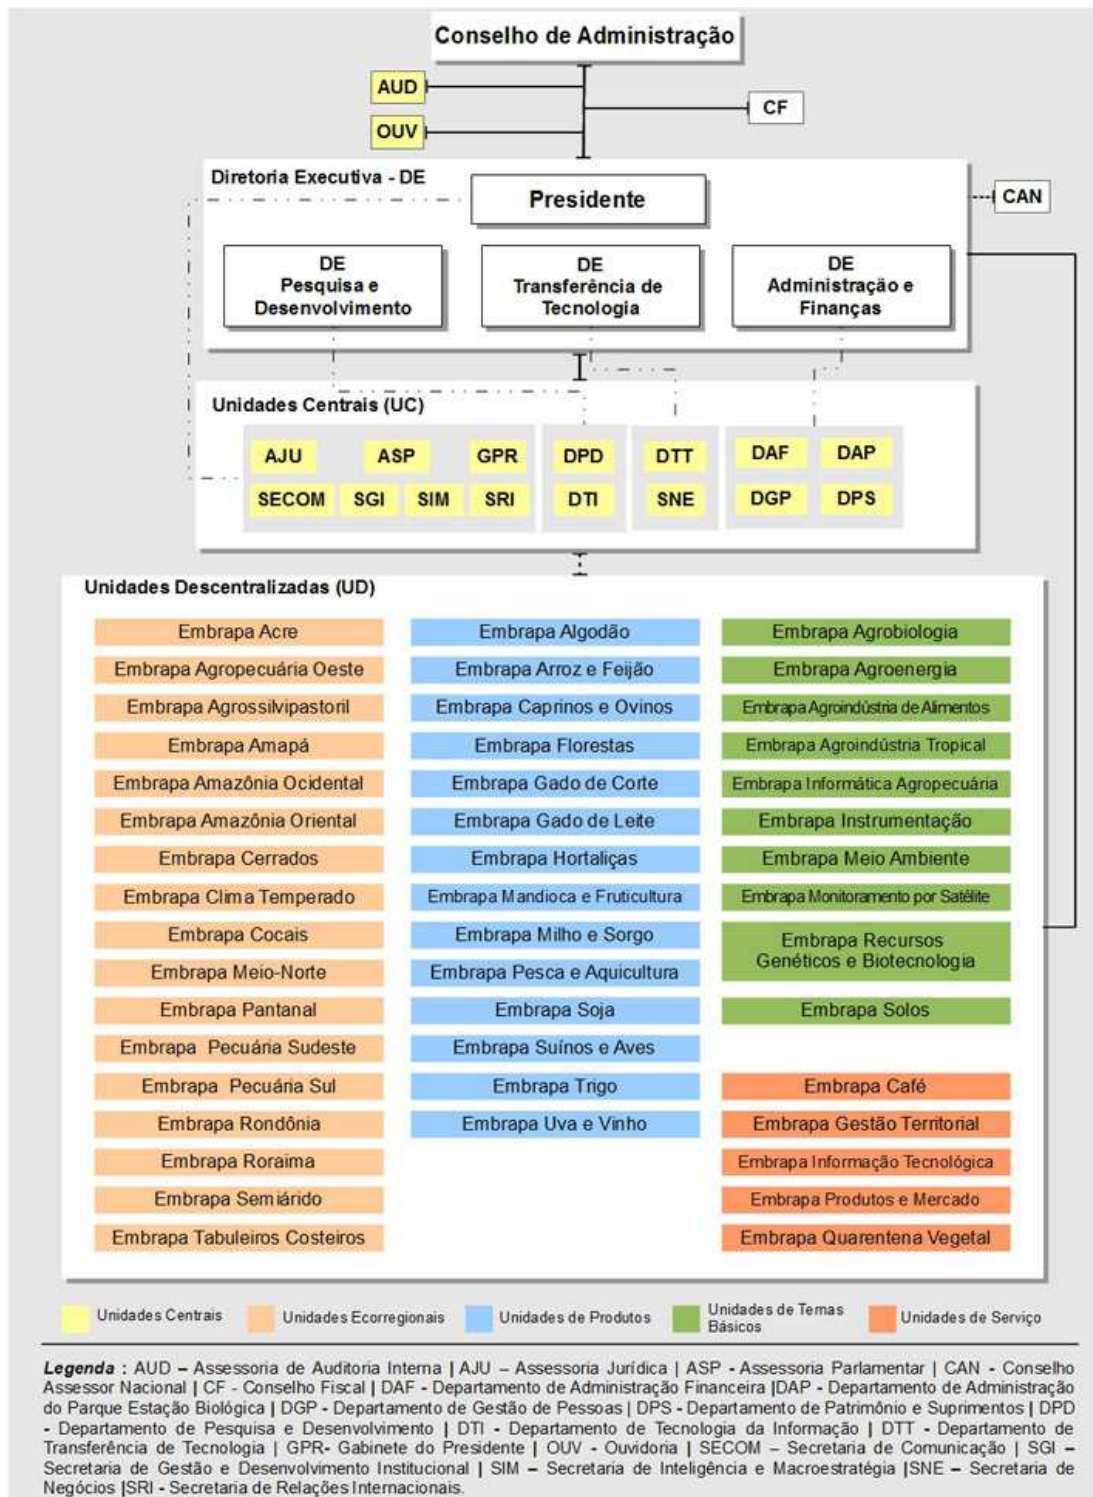 Conselho de Administração
AUD
CF
OUV
Diretoria Executiva - DE
Presidente
CAN
DE
Pesquisa e
Desenvolvimento
DE
Transferência de
Tecnologia
DE
Administração e
Finanças
Unidades Centrais (UC)
AJU ASP GPR
SECOM SGI SIM SRI
DPD
DTI
DTT
SNE
DAF DAP
DGP DPS
Unidades Descentralizadas (UD)
Embrapa Acre
Embrapa Agropecuária Oeste
Embrapa Agrossilvipastoril
Embrapa Amapá
Embrapa Amazônia Ocidental
Embrapa Amazônia Oriental
Embrapa Cerrados
Embrapa Clima Temperado
Embrapa Cocais
Embrapa Meio-Norte
Embrapa Pantanal
Embrapa Pecuária Sudeste
Embrapa Pecuária Sul
Embrapa Rondônia
Embrapa Roraima
Embrapa Semiárido
Embrapa Tabuleiros Costeiros
Embrapa Algodão
Embrapa Arroz e Feijão
Embrapa Caprinos e Ovinos
Embrapa Florestas
Embrapa Gado de Corte
Embrapa Gado de Leite
Embrapa Hortaliças
Embrapa Mandioca e Fruticultura
Embrapa Milho e Sorgo
Embrapa Pesca e Aquicultura
Embrapa Soja
Embrapa Suínos e Aves
Embrapa Trigo
Embrapa Uva e Vinho
Embrapa Agrobiologia
Embrapa Agroenergia
Embrapa Agroindústria de Alimentos
Embrapa Agroindústria Tropical
Embrapa Informática Agropecuária
Embrapa Instrumentação
Embrapa Meio Ambiente
Embrapa Monitoramento por Satélite
Embrapa Recursos
Genéticos e Biotecnologia
Embrapa Solos
Embrapa Café
Embrapa Gestão Territorial
Embrapa Informação Tecnológica
Embrapa Produtos e Mercado
Embrapa Quarentena Vegetal
Unidades Centrais
Unidades Ecorregionais
Unidades de Produtos
Unidades de Temas
Básicos
Unidades de Serviço
Legenda : AUD – Assessoria de Auditoria Interna | AJU – Assessoria Jurídica | ASP - Assessoria Parlamentar | CAN - Conselho
Assessor Nacional | CF - Conselho Fiscal | DAF - Departamento de Administração Financeira |DAP - Departamento de Administração
do Parque Estação Biológica | DGP - Departamento de Gestão de Pessoas | DPS - Departamento de Patrimônio e Suprimentos | DPD
- Departamento de Pesquisa e Desenvolvimento | DTI - Departamento de Tecnologia da Informação | DTT - Departamento de
Transferência de Tecnologia | GPR- Gabinete do Presidente | OUV - Ouvidoria | SECOM – Secretaria de Comunicação | SGI –
Secretaria de Gestão e Desenvolvimento Institucional | SIM – Secretaria de Inteligência e Macroestratégia |SNE – Secretaria de
Negócios |SRI - Secretaria de Relações Internacionais.